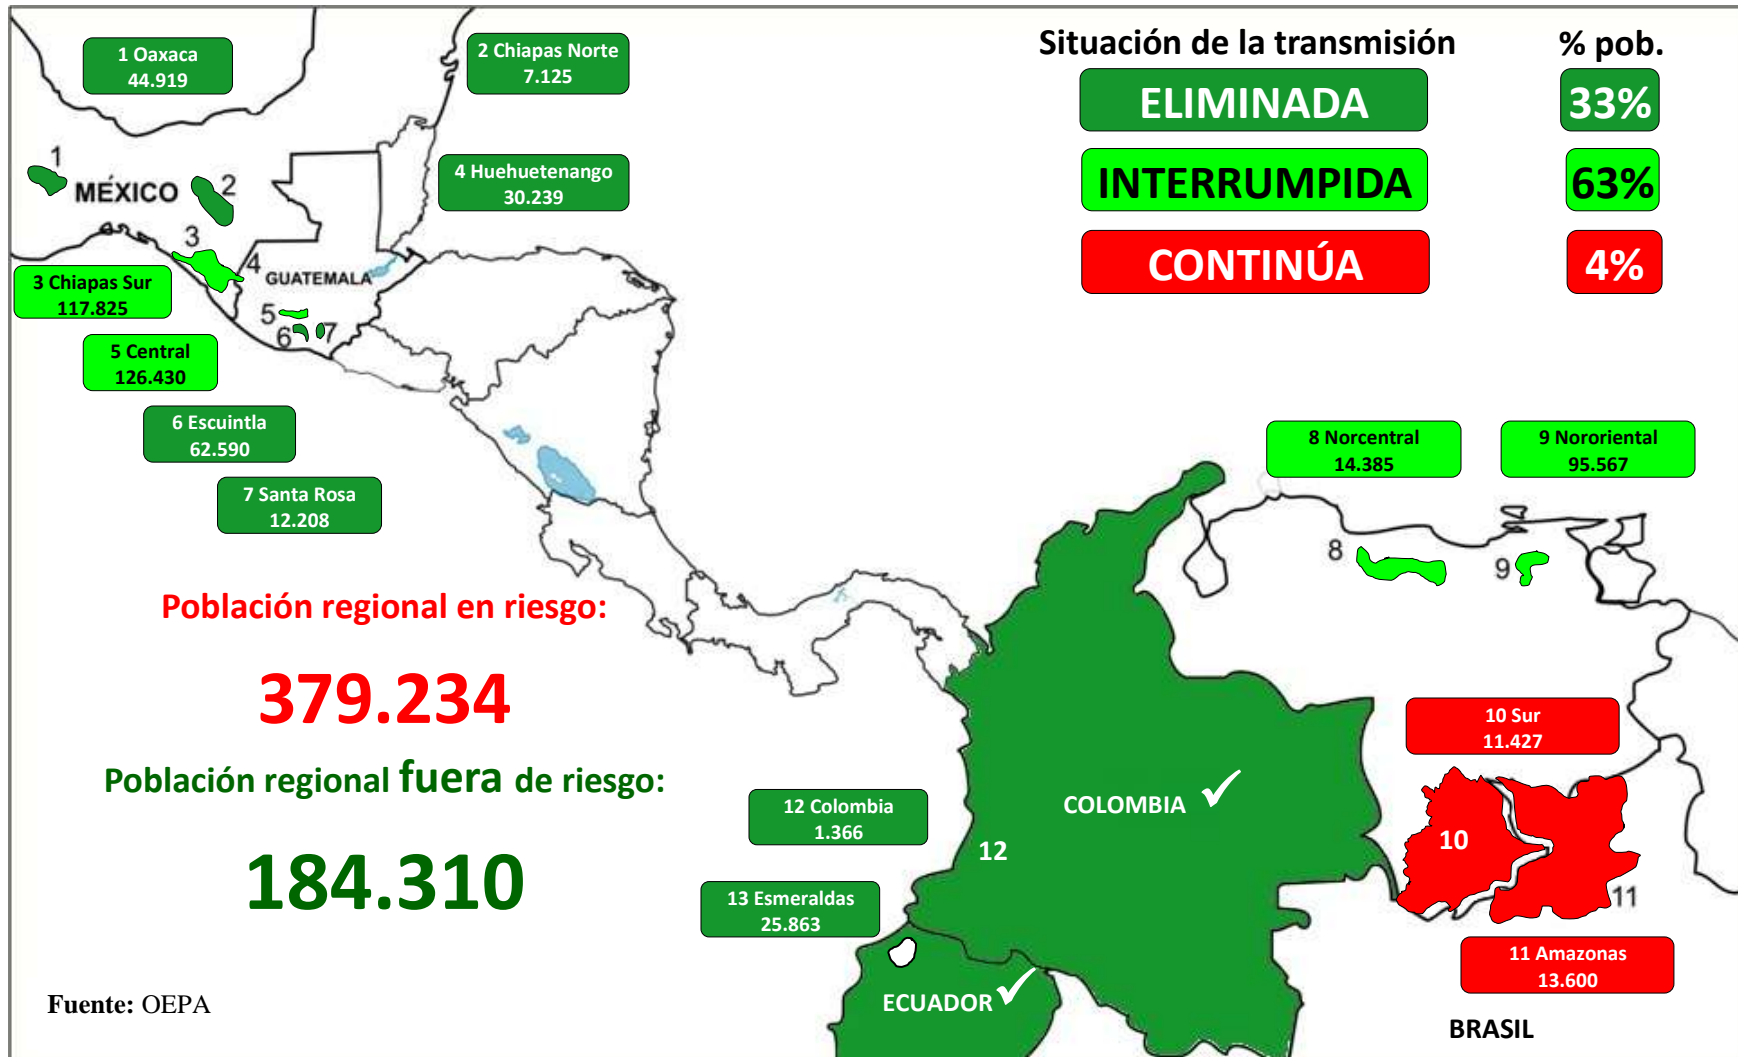 1 Oaxaca
44.919
2 Chiapas Norte
7.125
Situación de la transmisión
% pob.
ELIMINADA
33%
INTERRUMPIDA
63%
CONTINÚA
4%
1
MÉXICO
2
4 Huehuetenango
30.239
3
4
GUATEMALA
3 Chiapas Sur
117.825
5
6
7
5 Central
126.430
6 Escuintla
62.590
7 Santa Rosa
12.208
8 Norcentral
14.385
9 Nororiental
95.567
8
9
Población regional en riesgo:
379.234
Población regional fuera de riesgo:
184.310
10 Sur
11.427
12 Colombia
1.366
COLOMBIA
12
10
11
13 Esmeraldas
25.863
11 Amazonas
13.600
ECUADOR
BRASIL
Fuente: OEPA